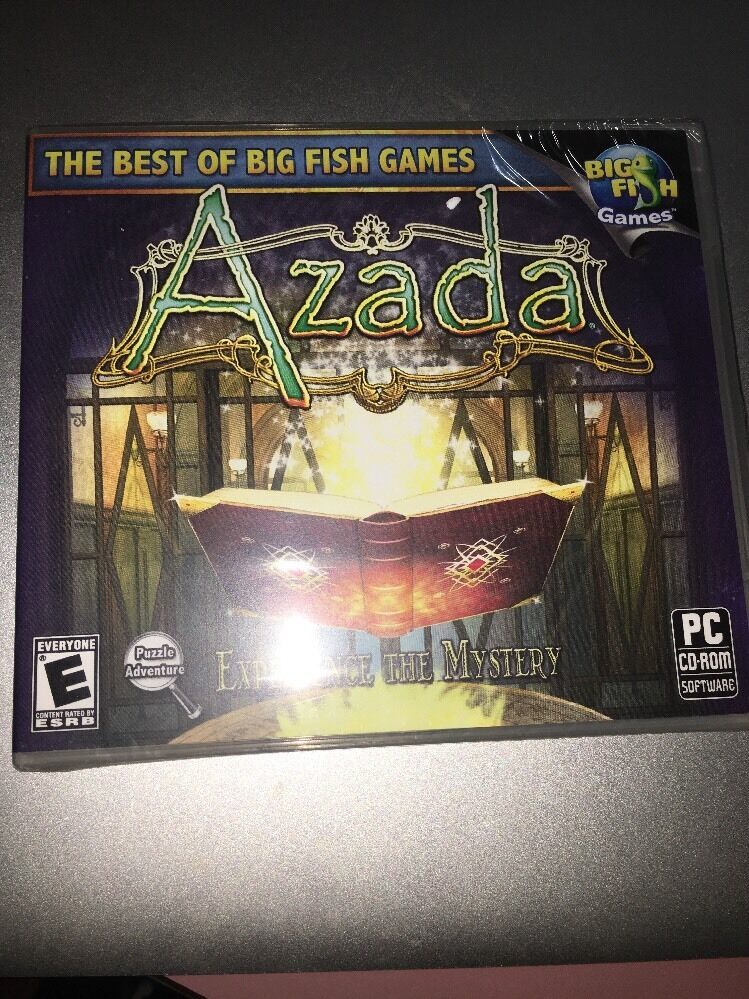 THE BEST OF BIG FISH GAMES
BIG
FISH
Games™
Azada
EVERYONE
E
CONTENT RATED BY
ESRB
Puzzle
Adventure
THE MYSTERY
PC
CD-ROM
SOFTWARE